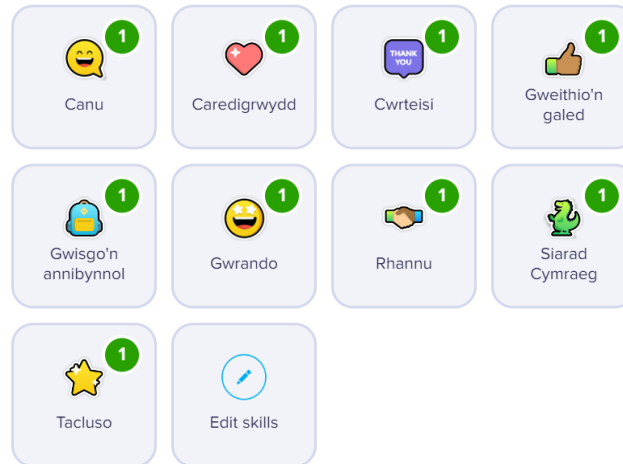 1
1
1
1
THANK
YOU
Canu
Caredigrwydd
Cwrteisi
Gweithio'n
galed
1
1
1
1
Gwisgo'n
annibynnol
Gwrando
Rhannu
Siarad
Cymraeg
1
Tacluso
Edit skills